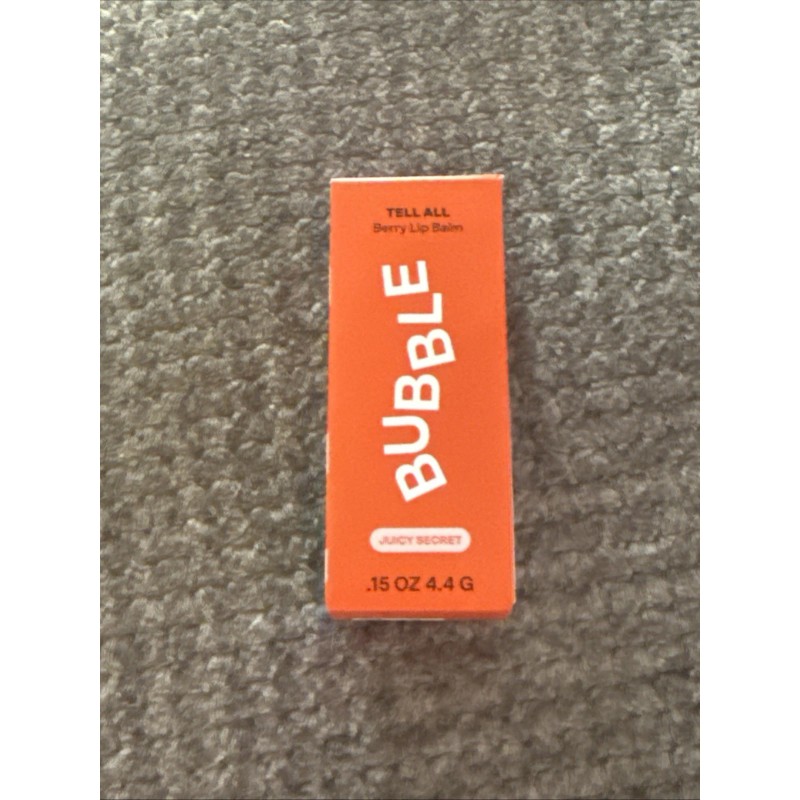 TELL ALL
Berry Lip Balm
BUBBLE
JUICY SECRET
.15 OZ 4.4 G